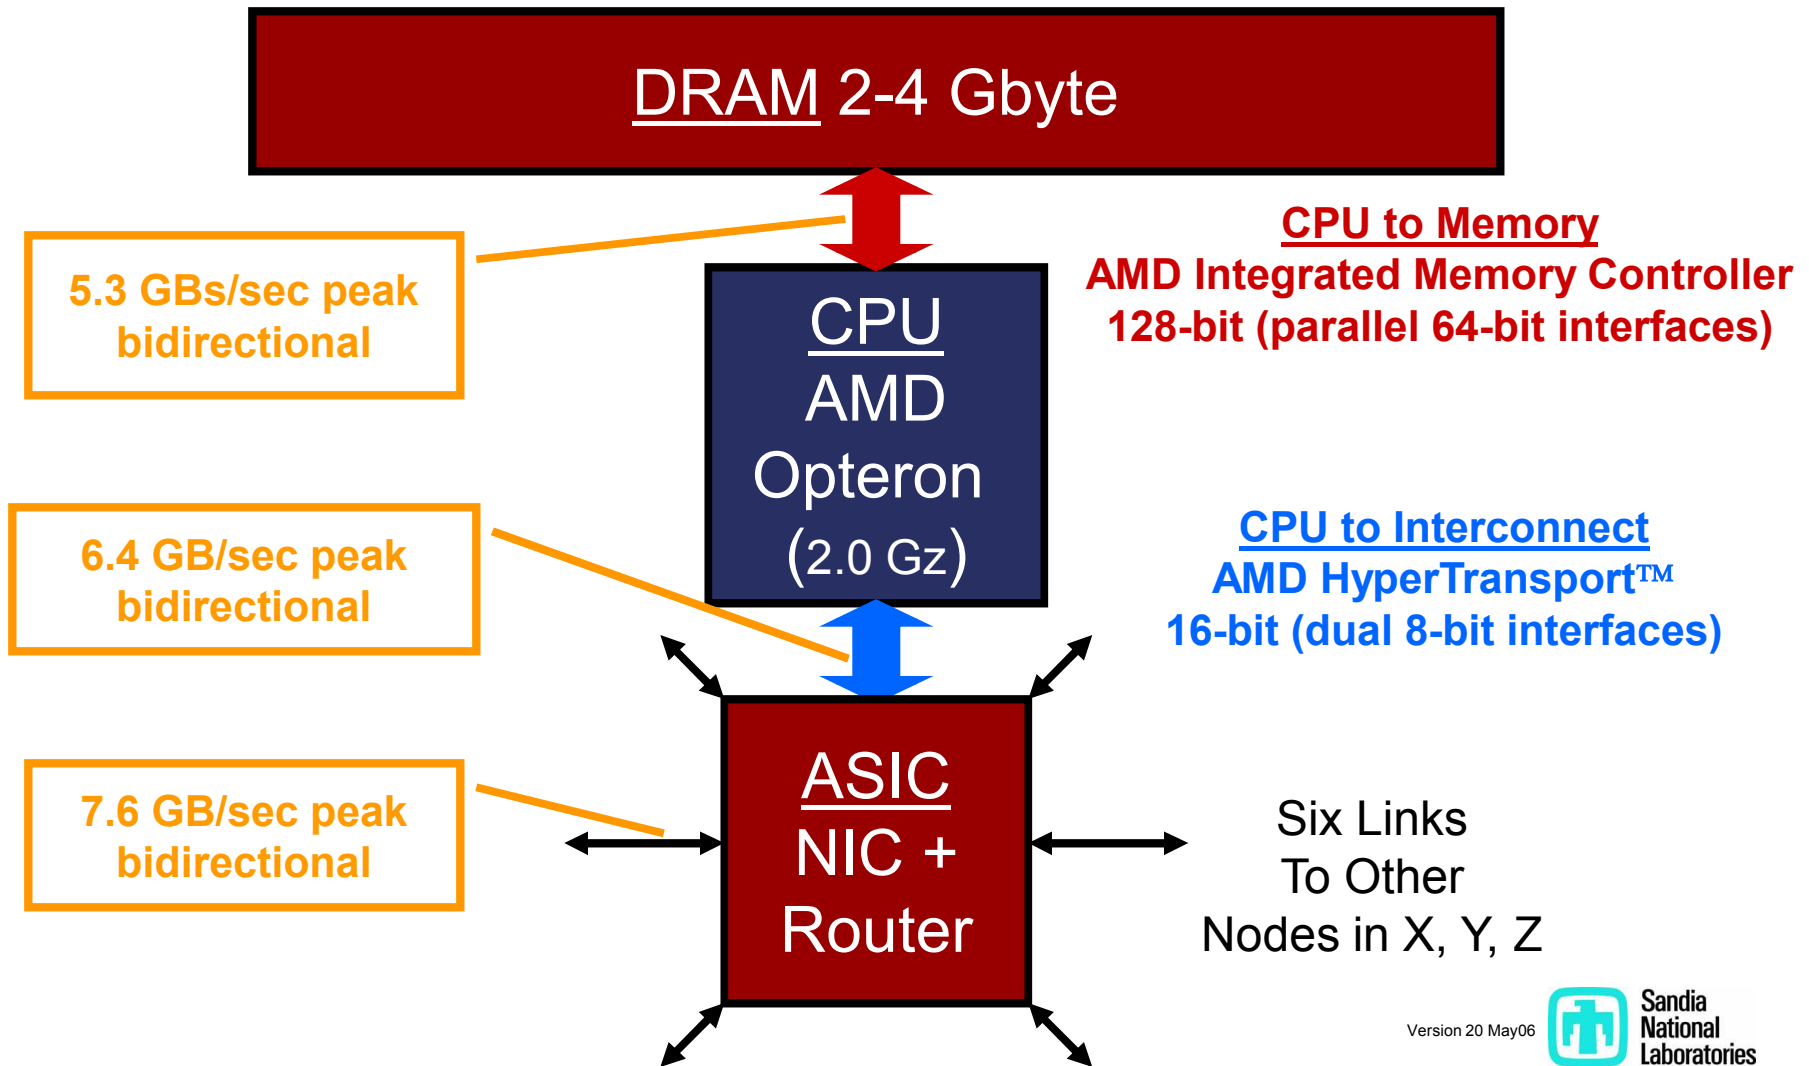 DRAM 2-4 Gbyte
5.3 GBs/sec peak
bidirectional
CPU to Memory
AMD Integrated Memory Controller
128-bit (parallel 64-bit interfaces)
CPU
AMD
Opteron
(2.0 Gz)
6.4 GB/sec peak
bidirectional
CPU to Interconnect
AMD HyperTransport™
16-bit (dual 8-bit interfaces)
7.6 GB/sec peak
bidirectional
ASIC
NIC +
Router
Six Links
To Other
Nodes in X, Y, Z
Version 20 May06
Sandia
National
Laboratories